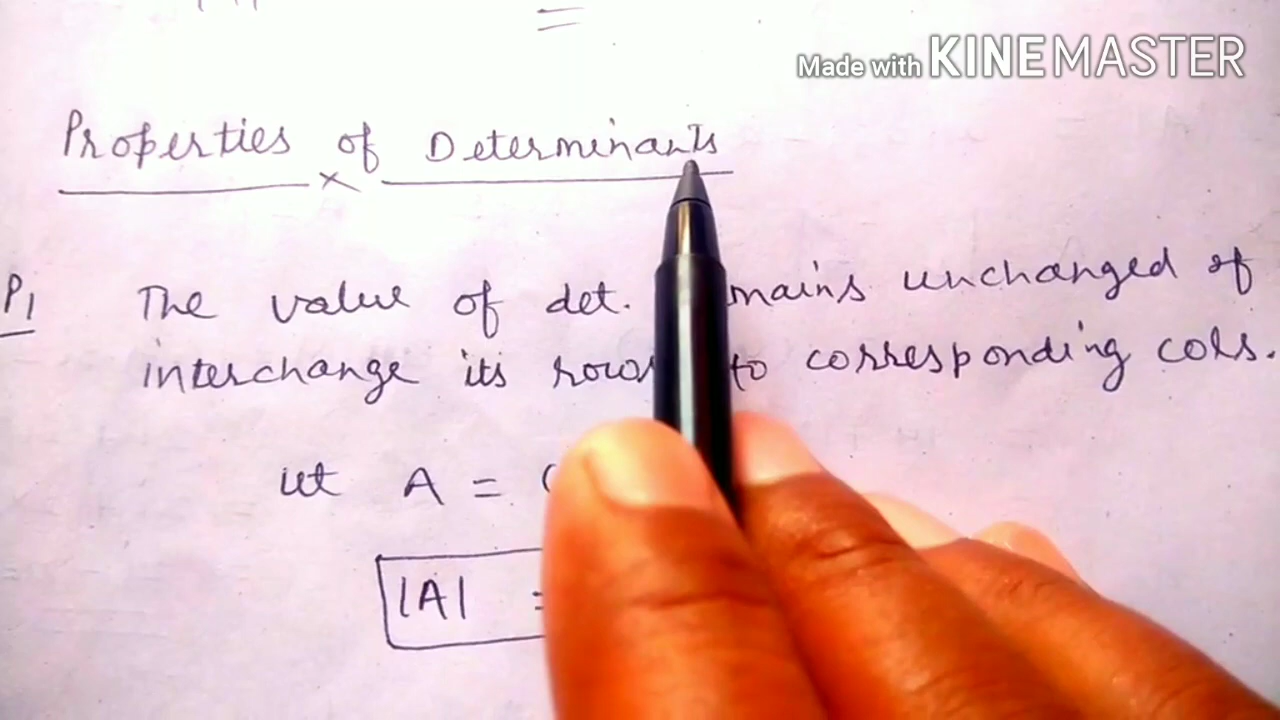 Made with KINEMASTER
Properties of Determinants
P1 The value of det. mains unchanged of
interchange its rows to corresponding cols.
let A =
|A| =